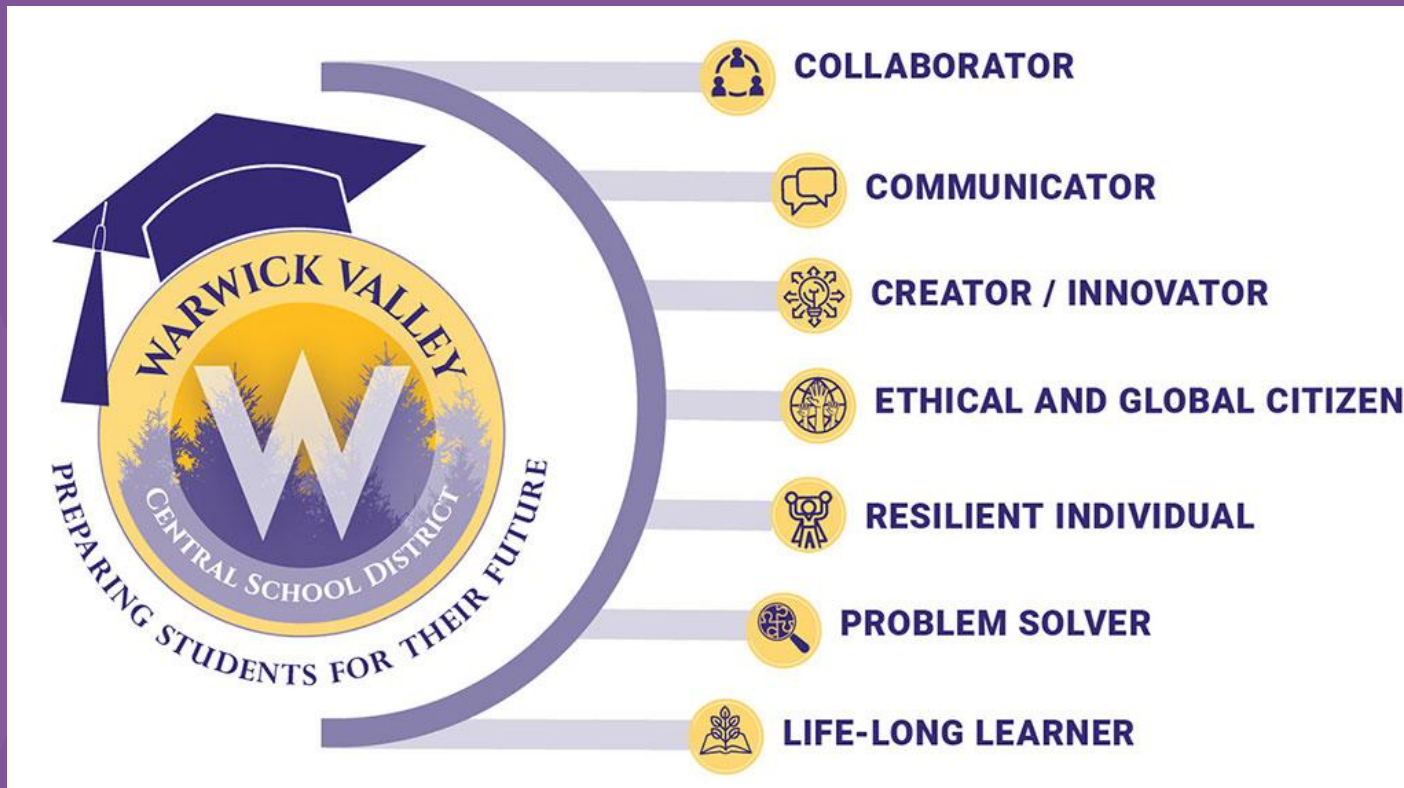 WARWICK VALLEY
W
CENTRAL SCHOOL DISTRICT
PREPARING STUDENTS FOR THEIR FUTURE
COLLABORATOR
COMMUNICATOR
CREATOR / INNOVATOR
ETHICAL AND GLOBAL CITIZEN
RESILIENT INDIVIDUAL
PROBLEM SOLVER
LIFE-LONG LEARNER